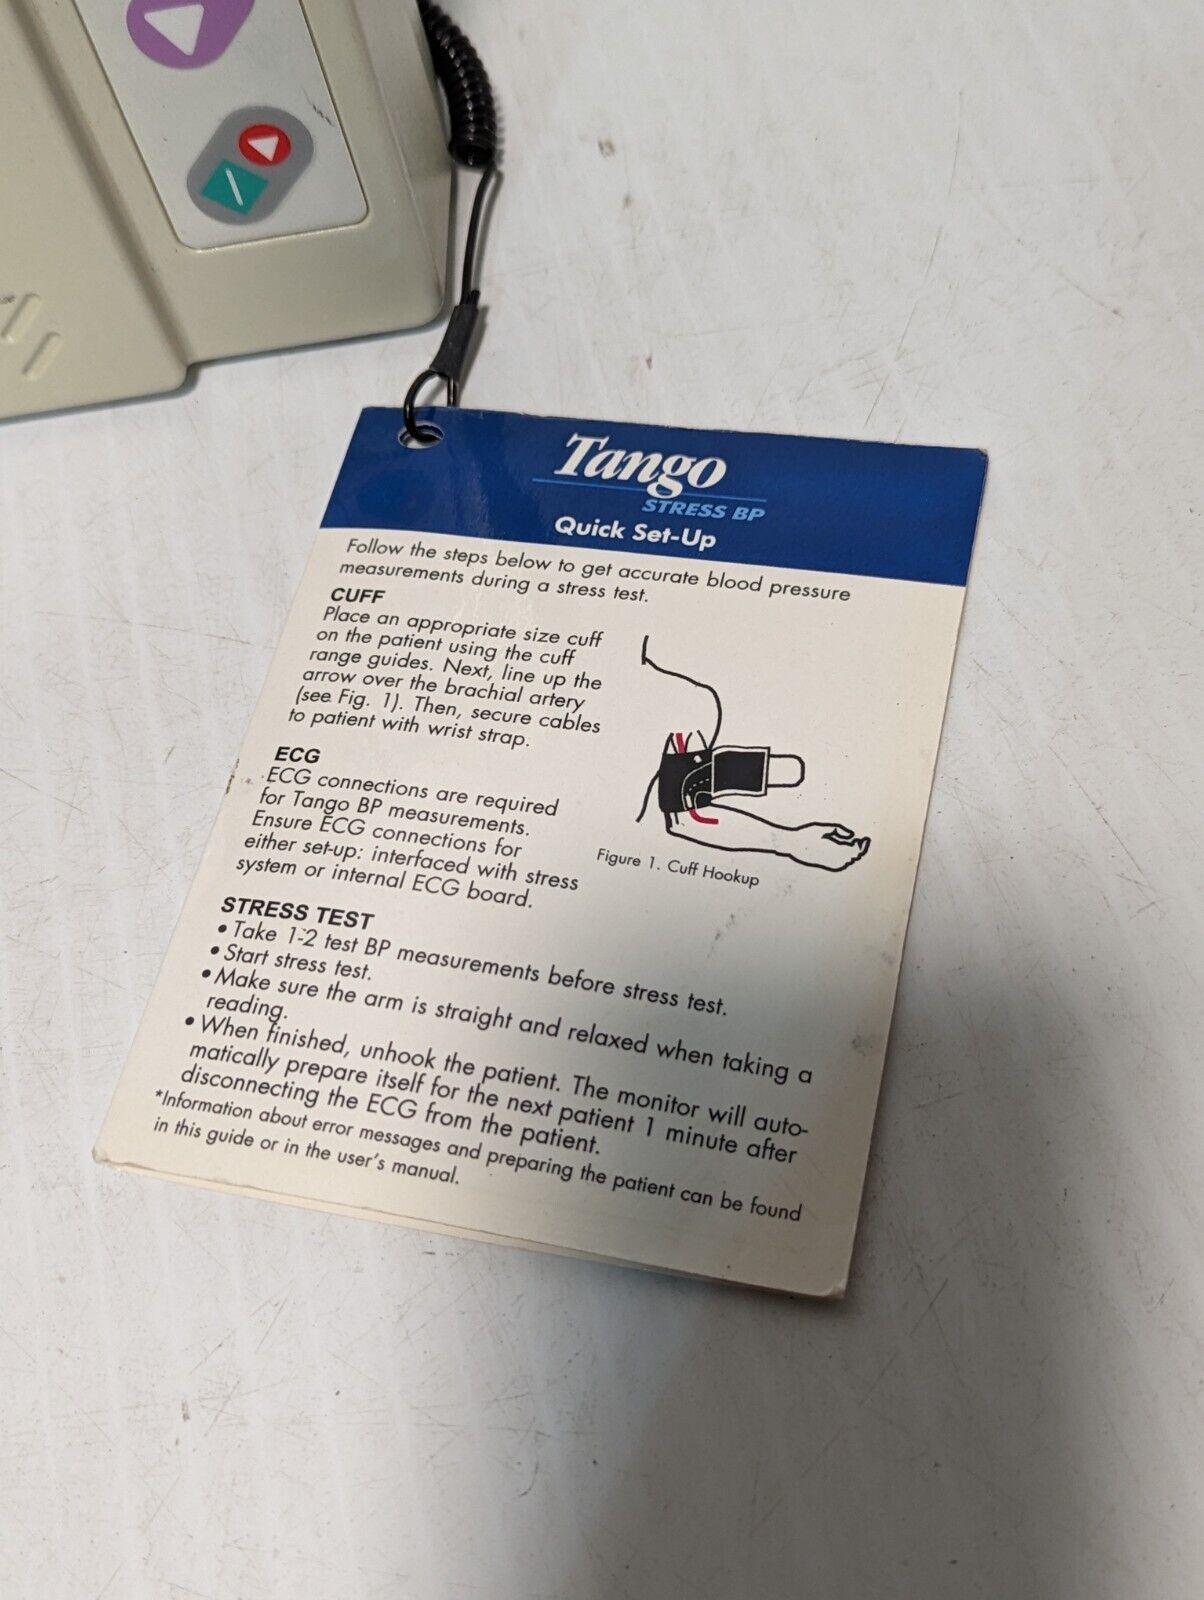 Tango
STRESS BP
Quick Set-Up
Follow the steps below to get accurate blood pressure
measurements during a stress test.
CUFF
Place an appropriate size cuff
on the patient using the cuff
range guides. Next, line up the
arrow over the brachial artery
(see Fig. 1). Then, secure cables
to patient with wrist strap.
Figure 1. Cuff Hookup
ECG
ECG connections are required
for Tango BP measurements.
Ensure ECG connections for
either set-up: interfaced with stress
system or internal ECG board.
STRESS TEST
• Take 1-2 test BP measurements before stress test.
• Start stress test.
• Make sure the arm is straight and relaxed when taking a
reading.
• When finished, unhook the patient. The monitor will auto-
matically prepare itself for the next patient 1 minute after
disconnecting the ECG from the patient.
*Information about error messages and preparing the patient can be found
in this guide or in the user's manual.